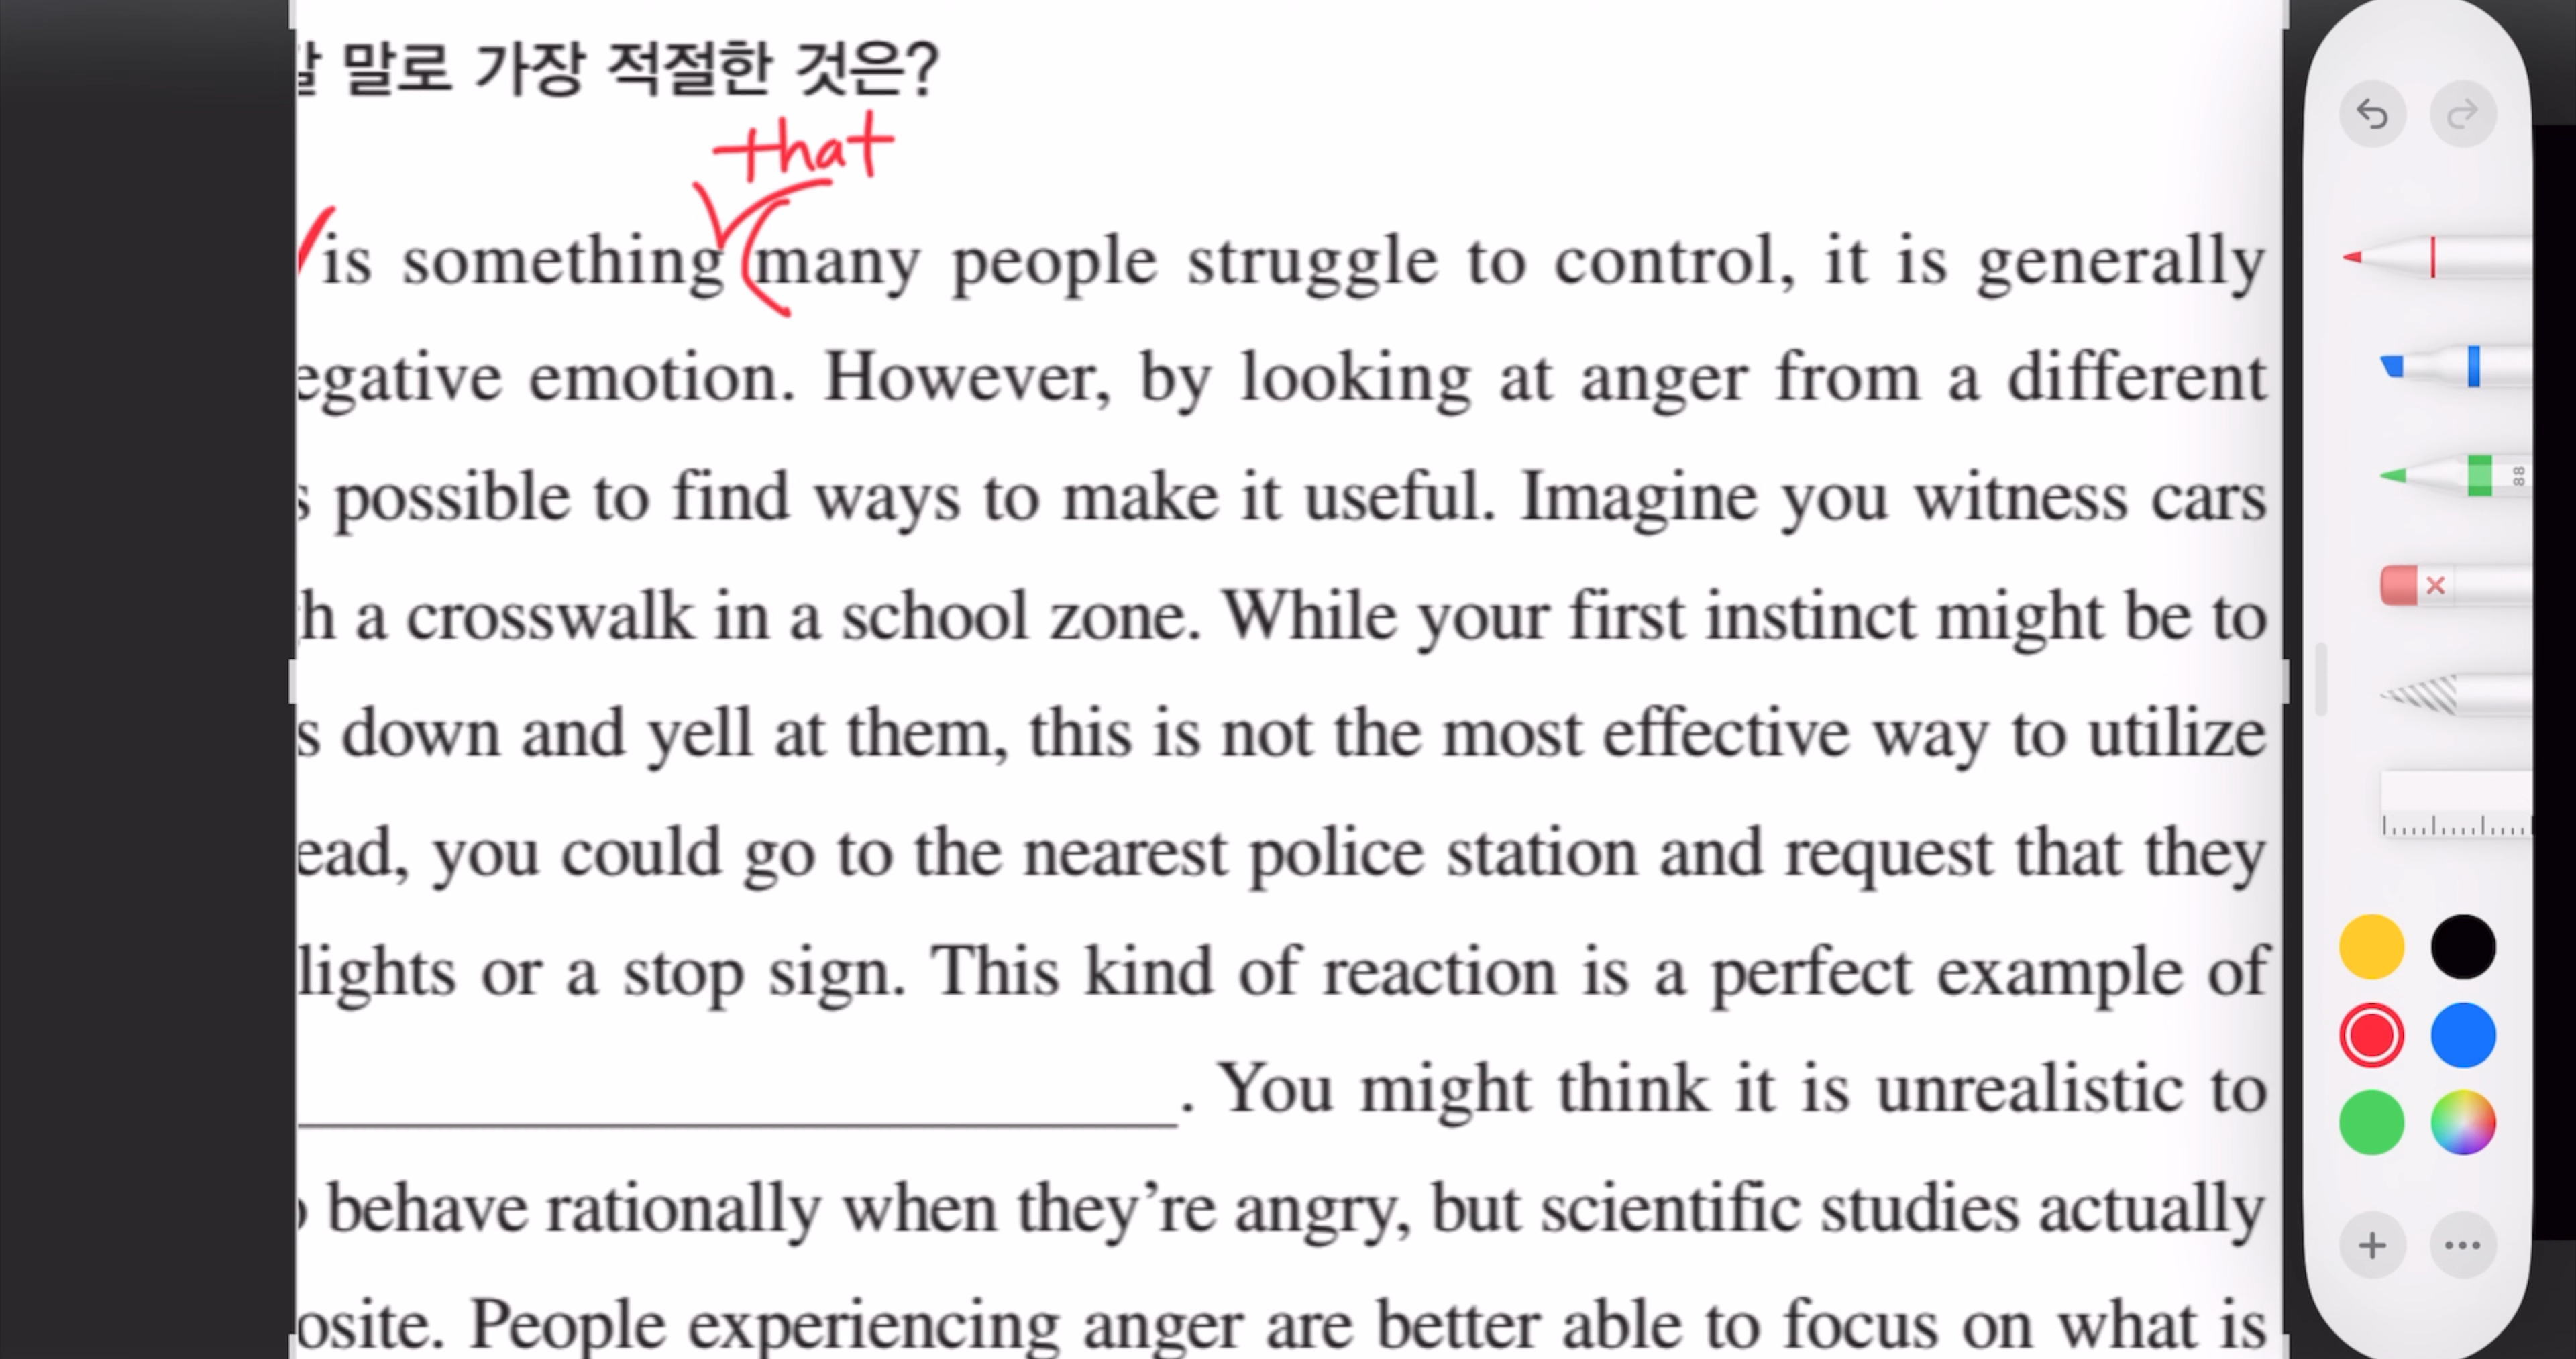 말로 가장 적절한 것은?
that
is something many people struggle to control, it is generally
emotion. However, by looking at anger from a different
possible to find ways to make it useful. Imagine you witness cars
a crosswalk in a school zone. While your first instinct might be to
down and yell at them, this is not the most effective way to utilize
you could go to the nearest police station and request that they
lights or a stop sign. This kind of reaction is a perfect example of
. You might think it is unrealistic to
behave rationally when they're angry, but scientific studies actually
People experiencing anger are better able to focus on what is
88